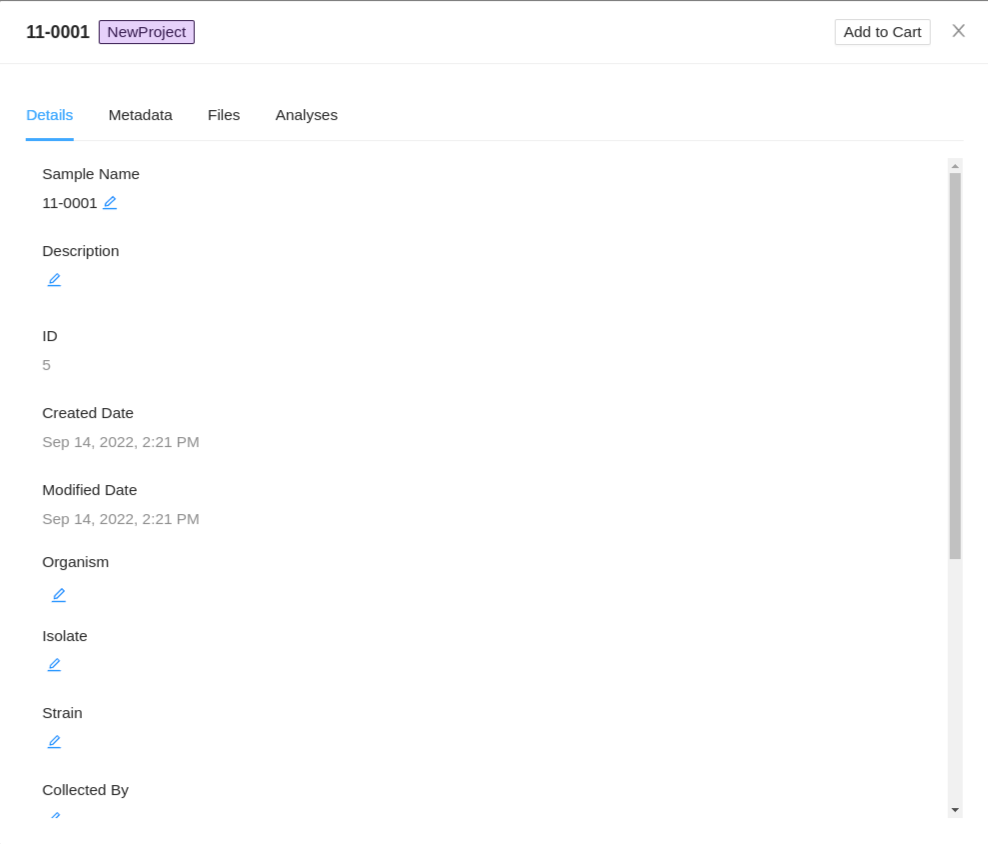 11-0001 NewProject Add to Cart
Details Metadata Files Analyses
Sample Name
11-0001
Description
ID
5
Created Date
Sep 14, 2022, 2:21 PM
Modified Date
Sep 14, 2022, 2:21 PM
Organism
Isolate
Strain
Collected By